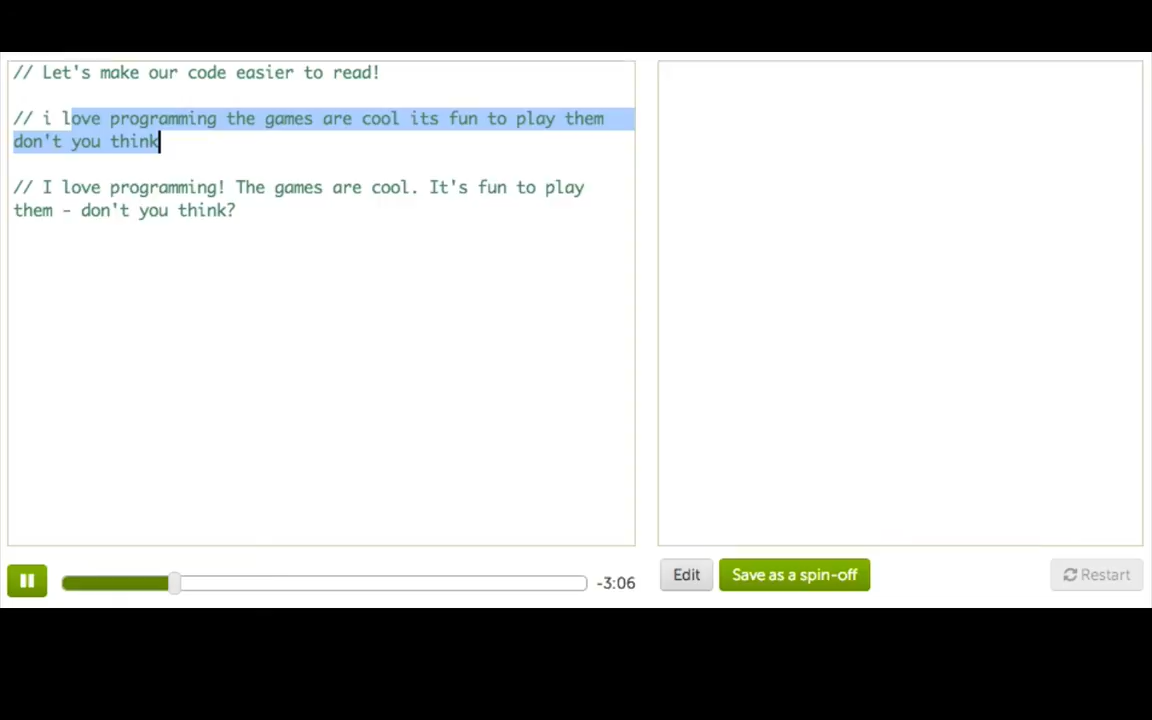 // Let's make our code easier to read!
// i love programming the games are cool its fun to play them
don't you think
// I love programming! The games are cool. It's fun to play
them - don't you think?
-3:06
Edit
Save as a spin-off
Restart